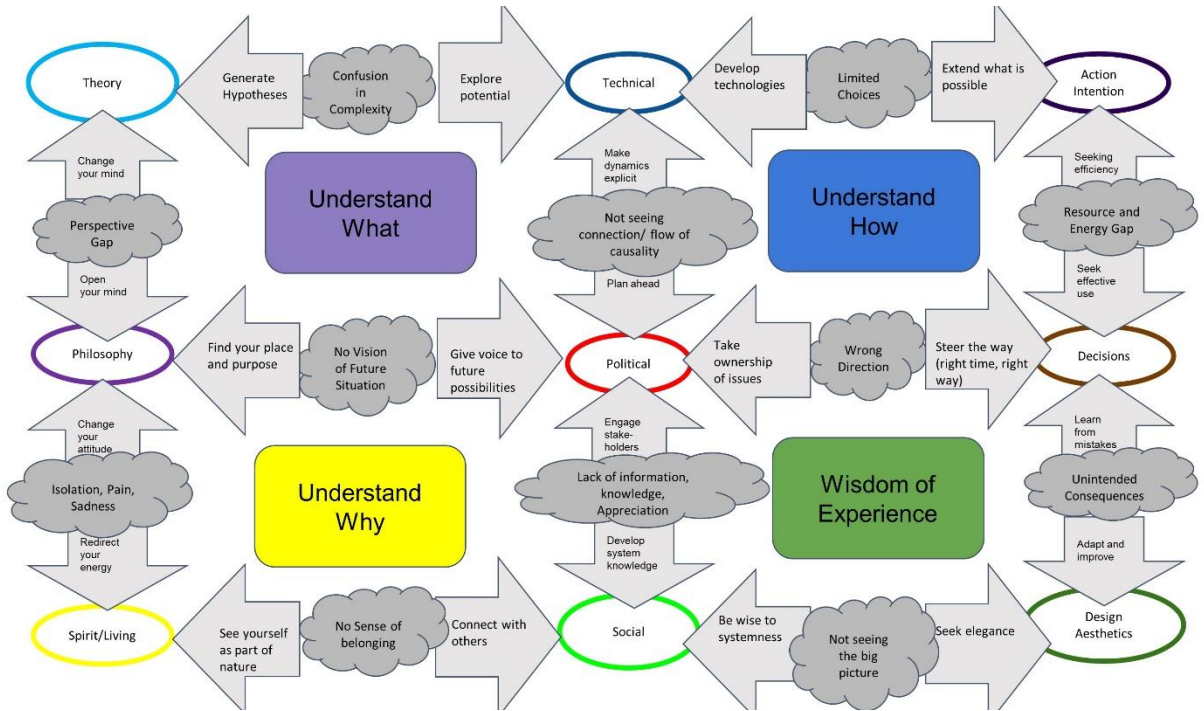 Theory
Generate
Hypotheses
Confusion
in
Complexity
Explore
potential
Technical
Develop
technologies
Limited
Choices
Extend what is
possible
Action
Intention
Change
your mind
Perspective
Gap
Open
your mind
Understand
What
Make
dynamics
explicit
Not seeing
connection/ flow of
causality
Plan ahead
Understand
How
Seeking
efficiency
Resource and
Energy Gap
Seek
effective
use
Philosophy
Find your place
and purpose
No Vision
of Future
Situation
Give voice to
future
possibilities
Political
Take
ownership
of issues
Wrong
Direction
Steer the way
(right time, right
way)
Decisions
Change
your
attitude
Isolation, Pain,
Sadness
Redirect
your
energy
Understand
Why
Engage
stake-
holders
Lack of information,
knowledge,
Appreciation
Develop
system
knowledge
Wisdom of
Experience
Learn
from
mistakes
Unintended
Consequences
Adapt and
improve
Spirit/Living
See yourself
as part of
nature
No Sense of
belonging
Connect with
others
Social
Be wise to
systemness
Not seeing
the big
picture
Seek elegance
Design
Aesthetics